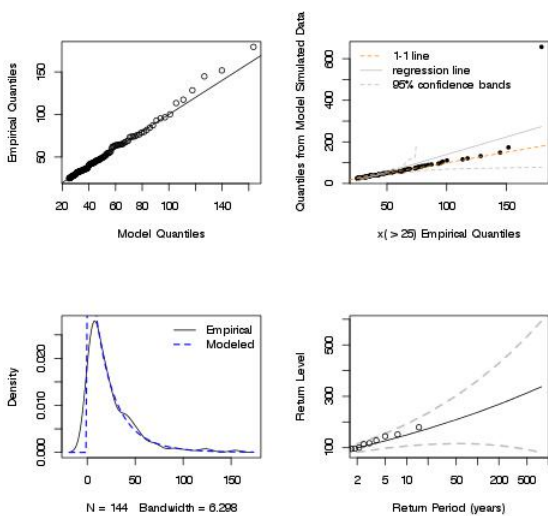 Empirical Quantiles
50 100 150
20 40 60 80 100 140
Model Quantiles
Quantiles from Model Simulated Data
0 200 400 600
1-1 line
regression line
95% confidence bands
50 100 150
x( > 25) Empirical Quantiles
Density
0.000 0.010 0.020
Empirical
Modeled
0 50 100 150
N = 144 Bandwidth = 6.298
Return Level
100 300 500
2 5 10 50 200 500
Return Period (years)